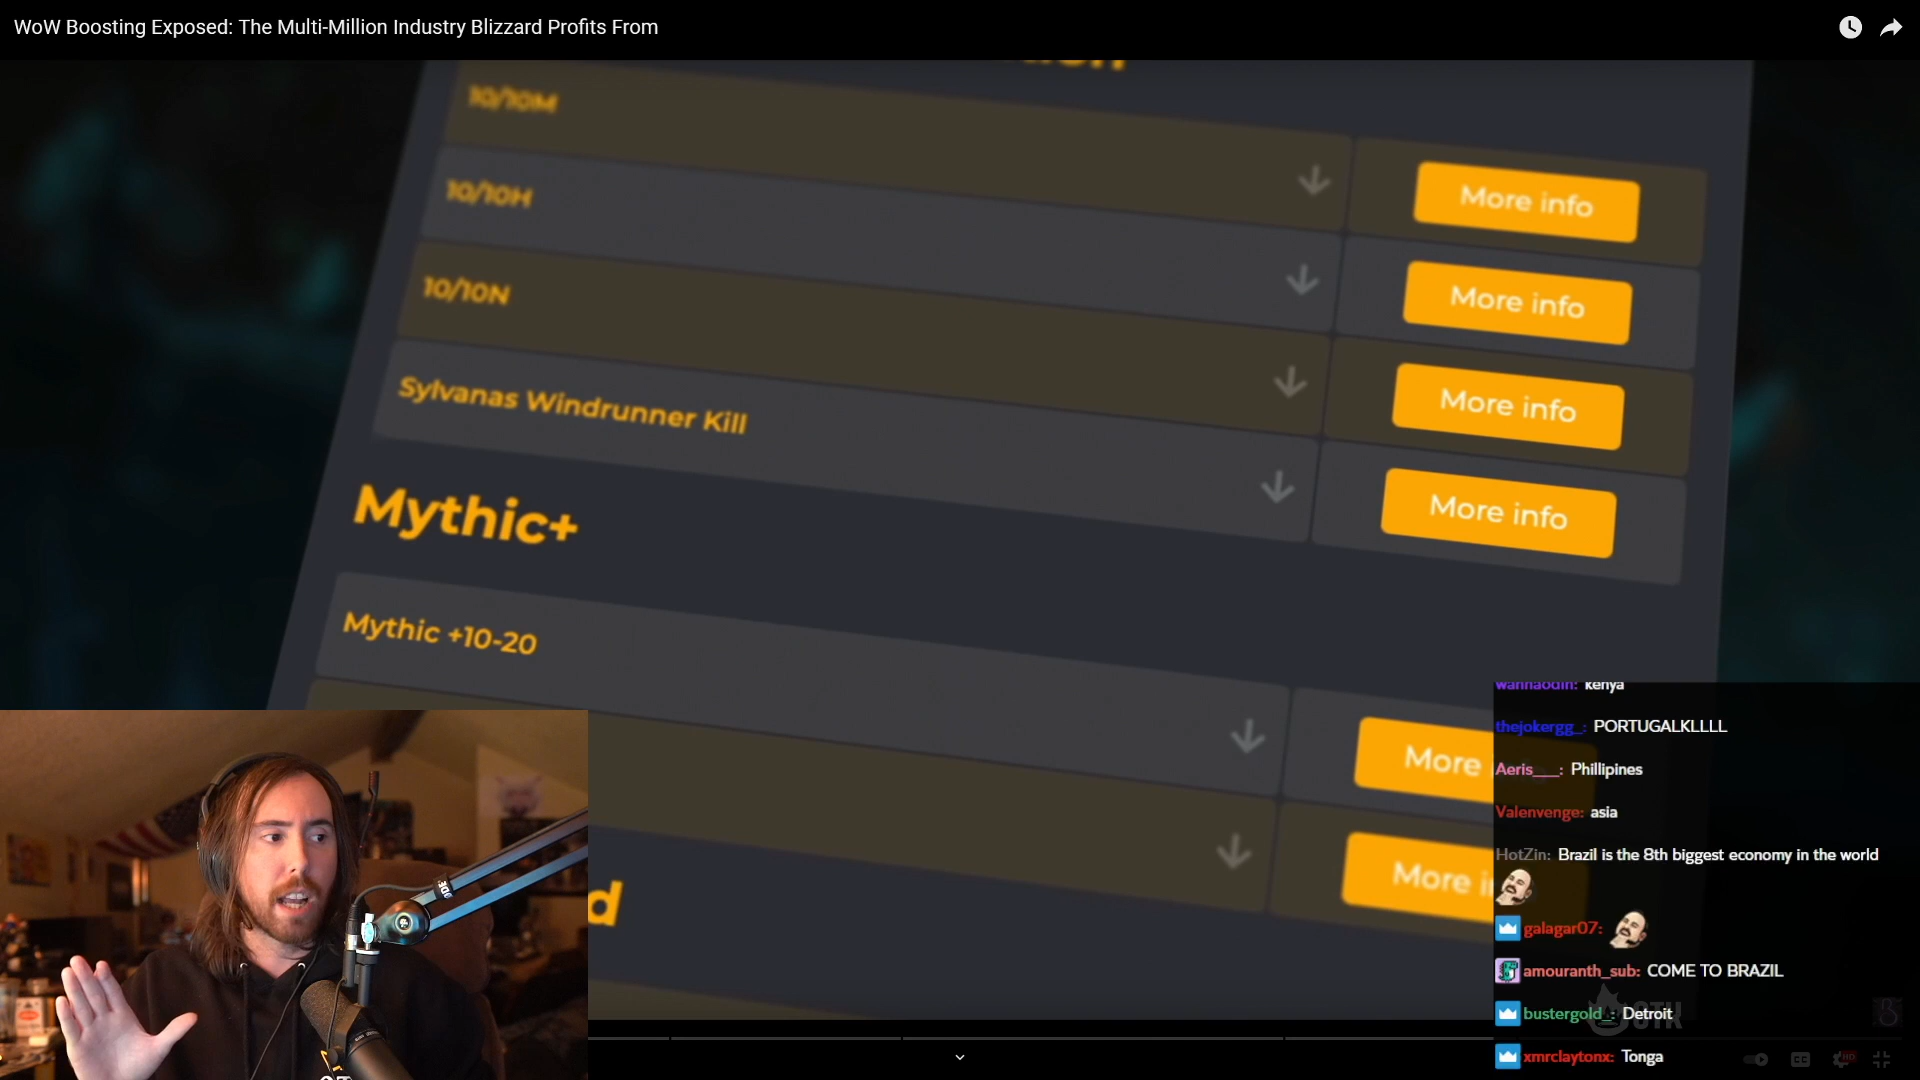 WoW Boosting Exposed: The Multi-Million Industry Blizzard Profits From
10/10M
More info
10/10H
More info
10/10N
More info
Sylvanas Windrunner Kill
More info
Mythic+
Mythic +10-20
More
More
d
wannaodin: kenya
thejokergg_: PORTUGALKLLLL
Aeris___: Phillipines
Valenvenge: asia
HotZin: Brazil is the 8th biggest economy in the world
galagar07:
amouranth_sub: COME TO BRAZIL
bustergold_: Detroit
xmrclaytonx: Tonga
CC
HD